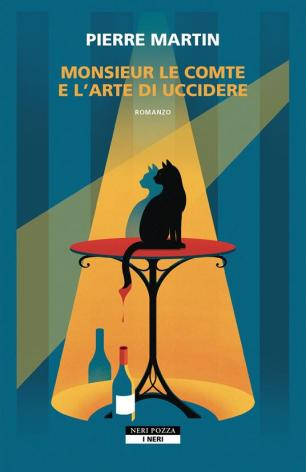 PIERRE MARTIN
MONSIEUR LE COMTE
E L'ARTE DI UCCIDERE
ROMANZO
NERI POZZA
I NERI